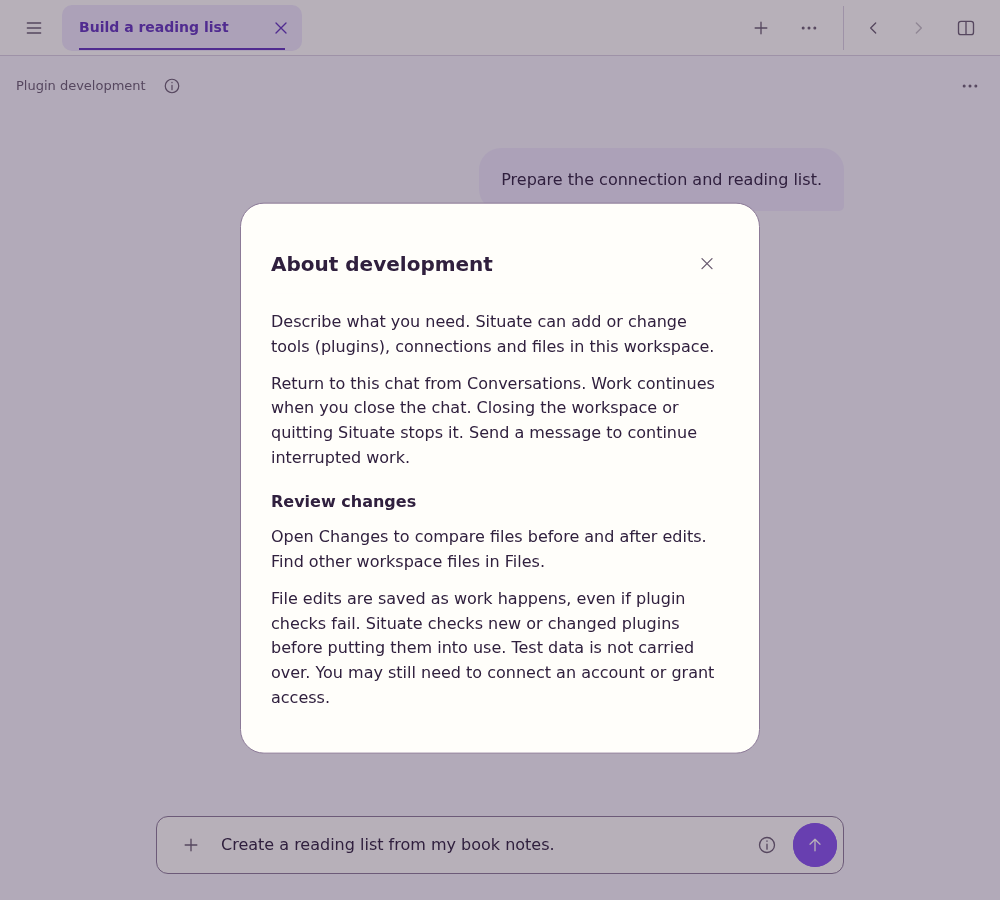 Build a reading list
Plugin development
Prepare the connection and reading list.
About development
Describe what you need. Situate can add or change
tools (plugins), connections and files in this workspace.
Return to this chat from Conversations. Work continues
when you close the chat. Closing the workspace or
quitting Situate stops it. Send a message to continue
interrupted work.
Review changes
Open Changes to compare files before and after edits.
Find other workspace files in Files.
File edits are saved as work happens, even if plugin
checks fail. Situate checks new or changed plugins
before putting them into use. Test data is not carried
over. You may still need to connect an account or grant
access.
Create a reading list from my book notes.